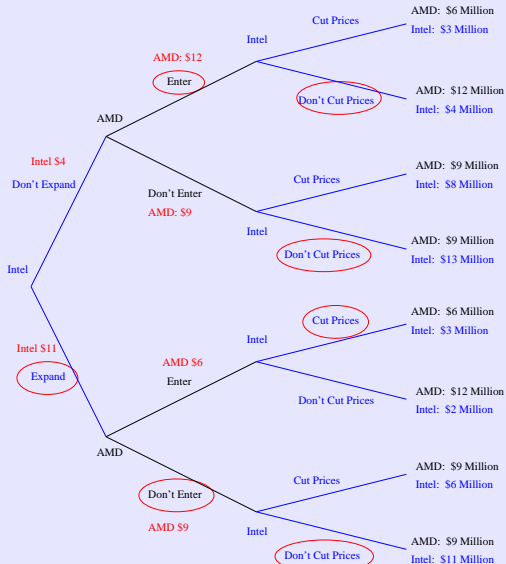 AMD: $6 Million
Cut Prices
Intel: $3 Million
Intel
AMD: $12
Enter
AMD: $12 Million
Don't Cut Prices
Intel: $4 Million
AMD
Intel $4
AMD: $9 Million
Don't Expand
Cut Prices
Intel: $8 Million
Don't Enter
AMD: $9
Intel
AMD: $9 Million
Don't Cut Prices
Intel: $13 Million
Intel
AMD: $6 Million
Cut Prices
Intel: $3 Million
Intel
Intel $11
AMD $6
Expand
Enter
AMD: $12 Million
Don't Cut Prices
Intel: $2 Million
AMD
AMD: $9 Million
Cut Prices
Intel: $6 Million
Don't Enter
AMD $9
Intel
AMD: $9 Million
Don't Cut Prices
Intel: $11 Million